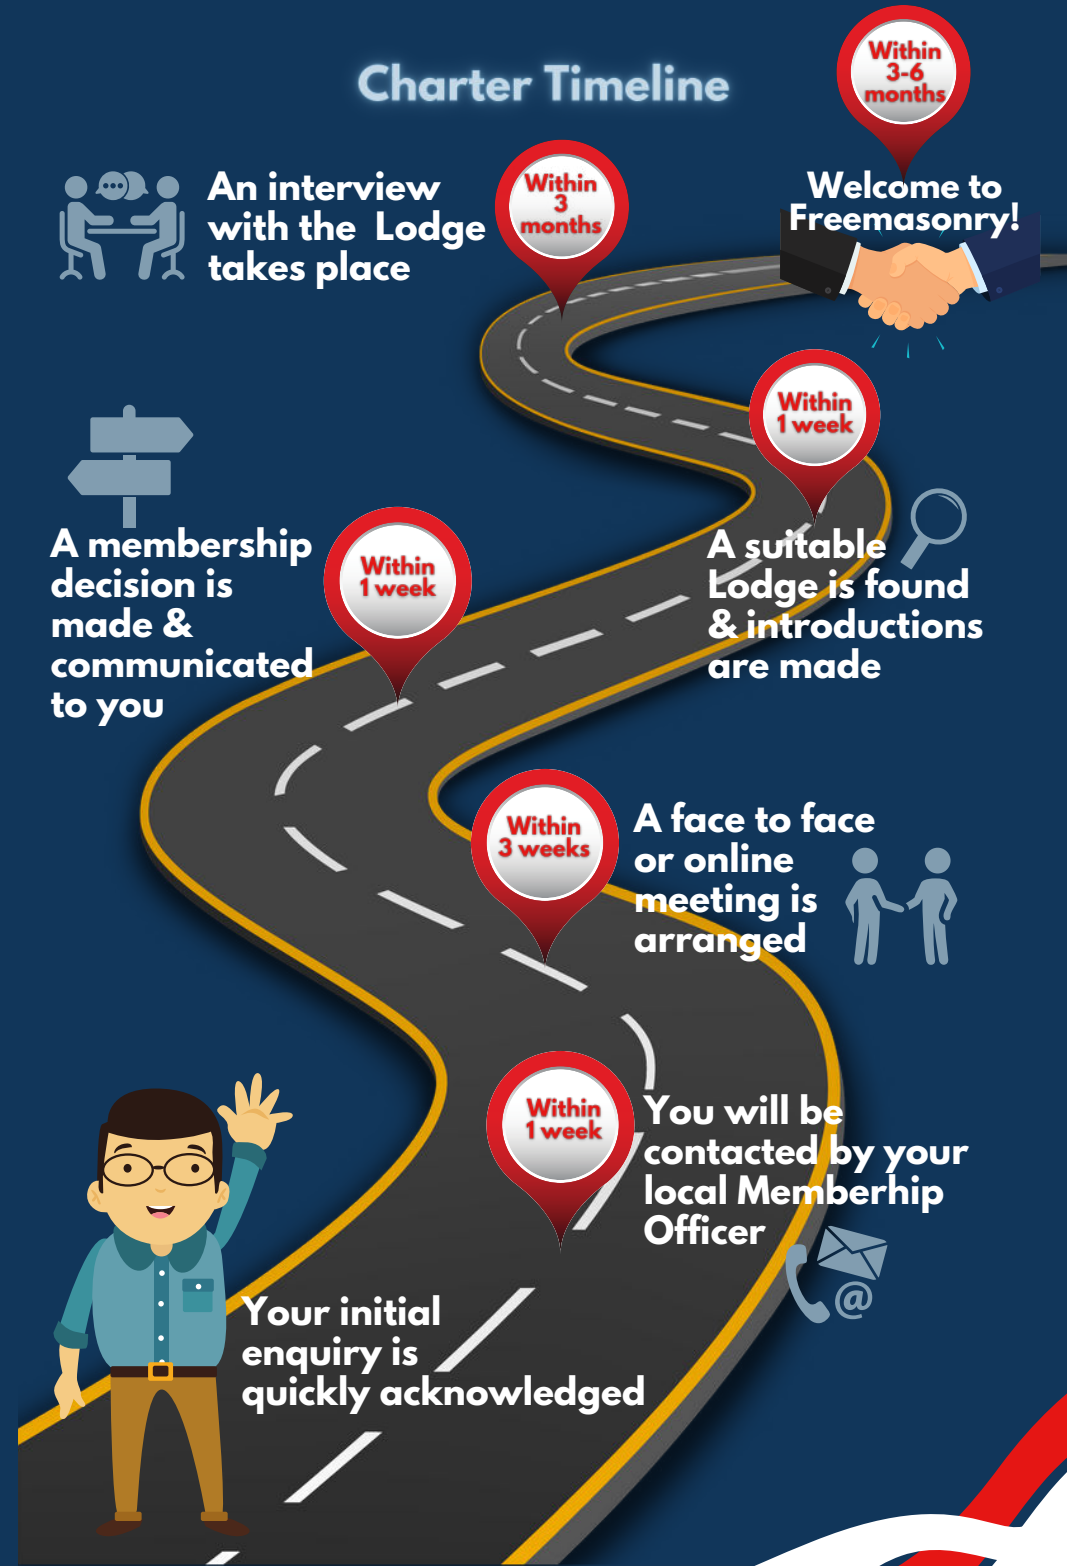 Charter Timeline
Within
3-6
months
Welcome to
Freemasonry!
An interview
with the Lodge
takes place
Within
3
months
Within
1 week
A suitable
Lodge is found
& introductions
are made
A membership
decision is
made &
communicated
to you
Within
1 week
Within
3 weeks
A face to face
or online
meeting is
arranged
Within
1 week
You will be
contacted by your
local Memberhip
Officer
@
Your initial
enquiry is
quickly acknowledged